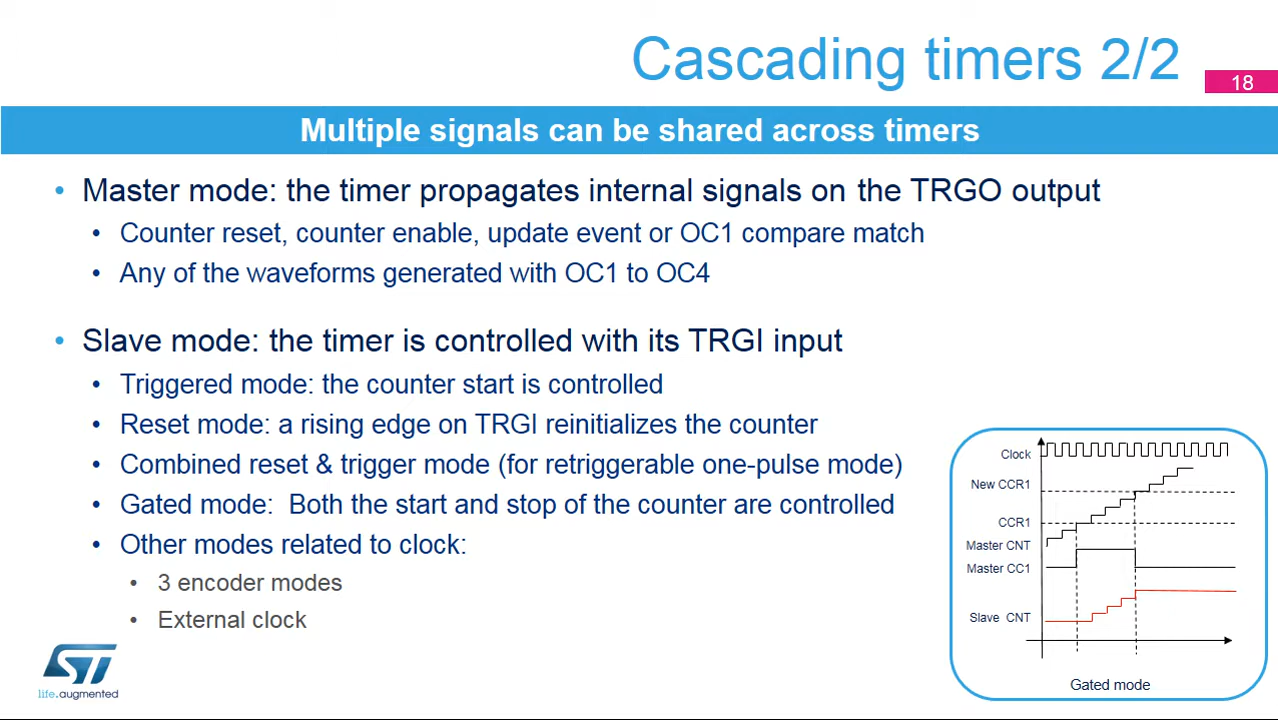 Cascading timers 2/2
18
Multiple signals can be shared across timers
• Master mode: the timer propagates internal signals on the TRGO output
• Counter reset, counter enable, update event or OC1 compare match
• Any of the waveforms generated with OC1 to OC4
• Slave mode: the timer is controlled with its TRGI input
• Triggered mode: the counter start is controlled
• Reset mode: a rising edge on TRGI reinitializes the counter
• Combined reset & trigger mode (for retriggerable one-pulse mode)
• Gated mode: Both the start and stop of the counter are controlled
• Other modes related to clock:
• 3 encoder modes
• External clock
Clock
New CCR1
CCR1
Master CNT
Master CC1
Slave CNT
Gated mode
ST
life.augmented